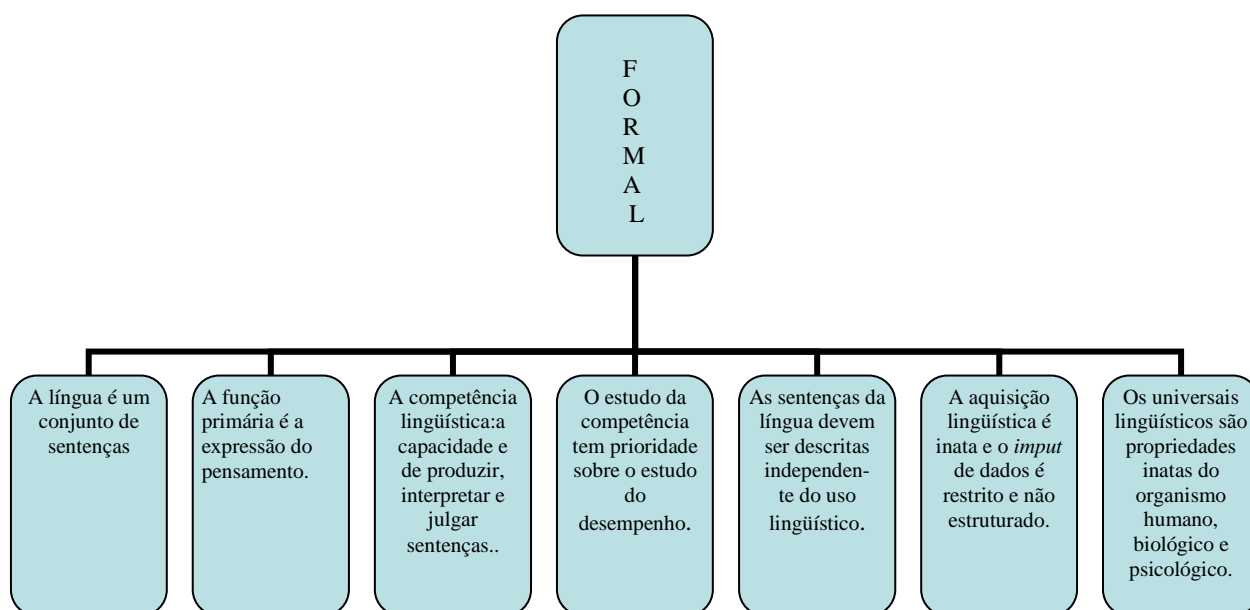 F
O
R
M
A
L
A língua é um
conjunto de
sentenças
A função
primária é a
expressão do
pensamento.
A competência
lingüística:a
capacidade e
de produzir,
interpretar e
julgar
sentenças..
O estudo da
competência
tem prioridade
sobre o estudo
do
desempenho.
As sentenças da
língua devem
ser descritas
independen-
te do uso
lingüístico.
A aquisição
lingüística é
inata e o imput
de dados é
restrito e não
estruturado.
Os universais
lingüísticos são
propriedades
inatas do
organismo
humano,
biológico e
psicológico.